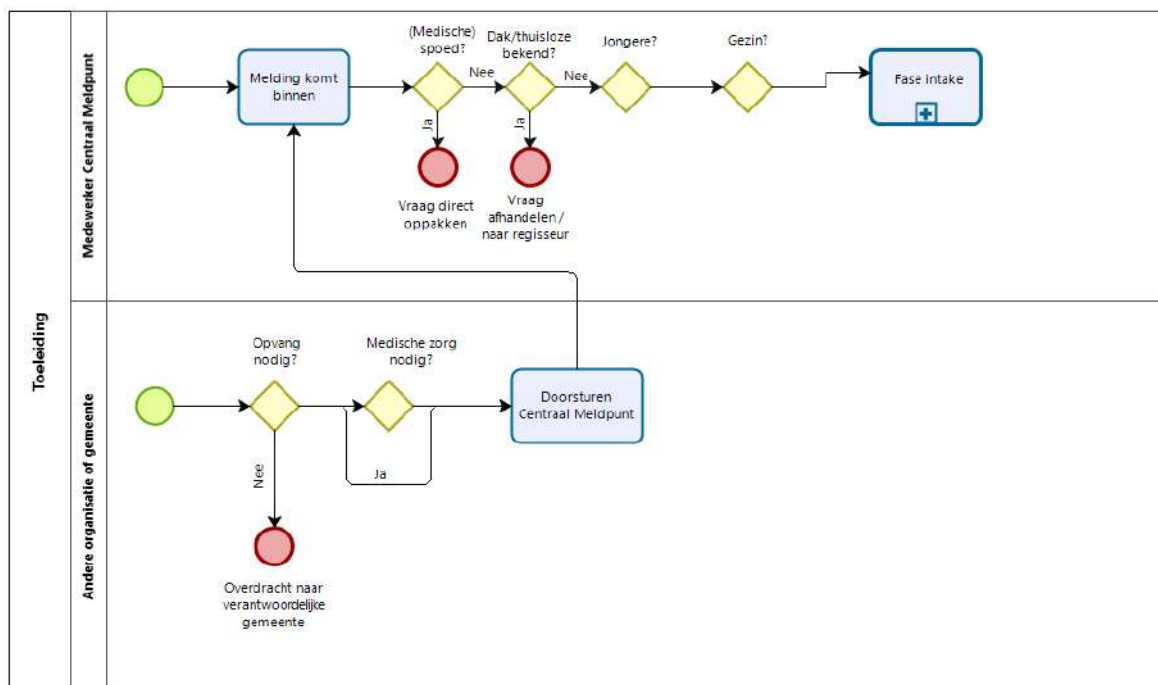 Toeleiding
Medewerker Centraal Meldpunt
Melding komt
binnen
(Medische)
spoed?
Nee
Ja
Vraag direct
oppakken
Dak/thuisloze
bekend?
Nee
Ja
Vraag
afhandelen /
naar regisseur
Jongere?
Gezin?
Fase intake
Andere organisatie of gemeente
Opvang
nodig?
Nee
Overdracht naar
verantwoordelijke
gemeente
Medische zorg
nodig?
Ja
Doorsturen
Centraal Meldpunt